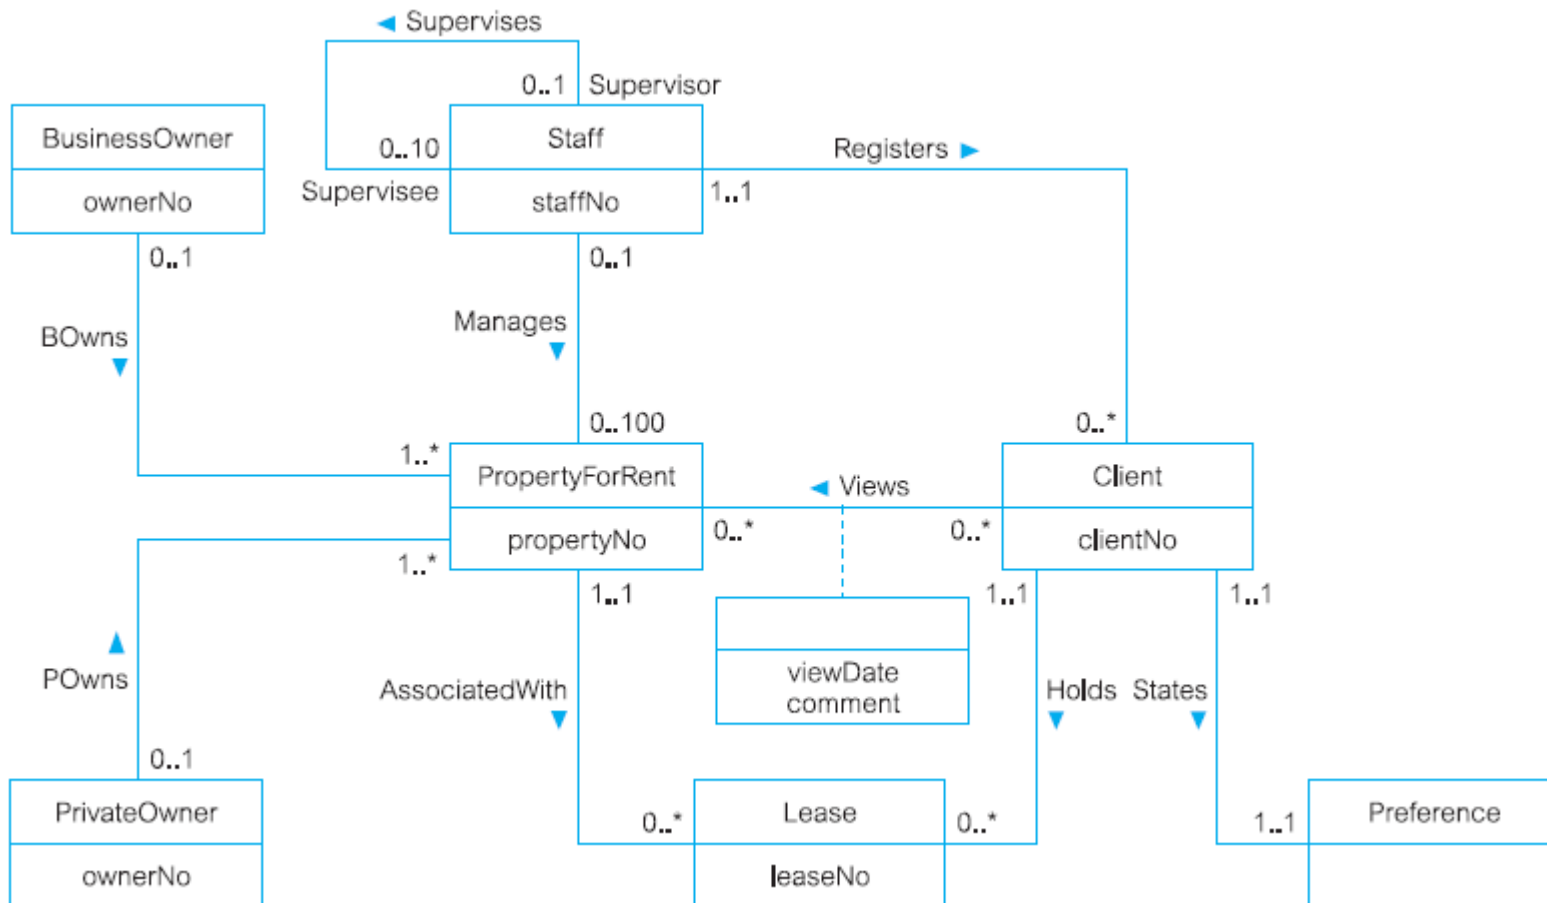 ◄ Supervises
0..1 Supervisor
BusinessOwner
ownerNo
0..10
Supervisee
Staff
staffNo
Registers ►
1..1
0..1
0..1
BOwns
▼
Manages
▼
0..100
0..*
1..*
PropertyForRent
propertyNo
◄ Views
0..*
0..*
Client
clientNo
1..*
1..1
1..1
1..1
viewDate
comment
▲
POwns
AssociatedWith
▼
Holds
▼
States
▼
0..1
PrivateOwner
ownerNo
0..*
Lease
leaseNo
0..*
1..1
Preference